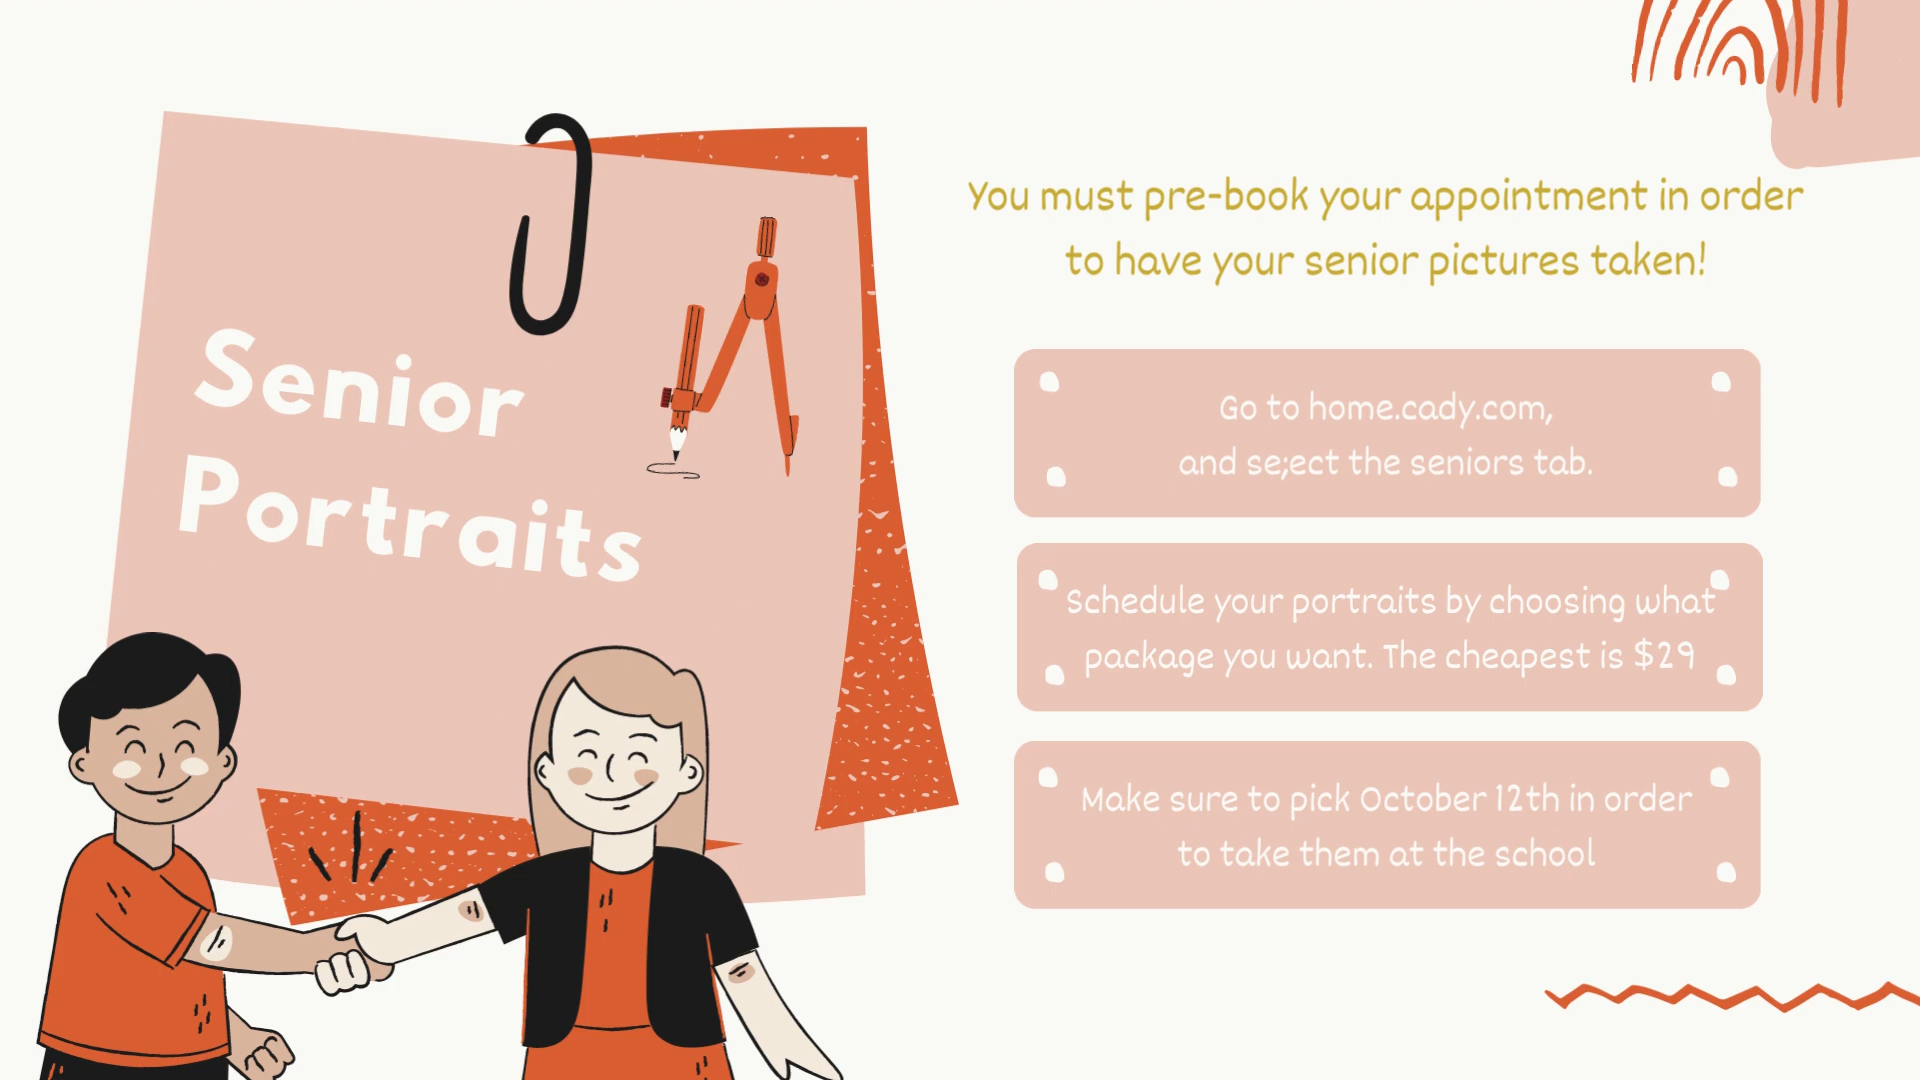 Senior
Portraits
You must pre-book your appointment in order
to have your senior pictures taken!
Go to home.cady.com,
and se;ect the seniors tab.
Schedule your portraits by choosing what
package you want. The cheapest is $29
Make sure to pick October 12th in order
to take them at the school